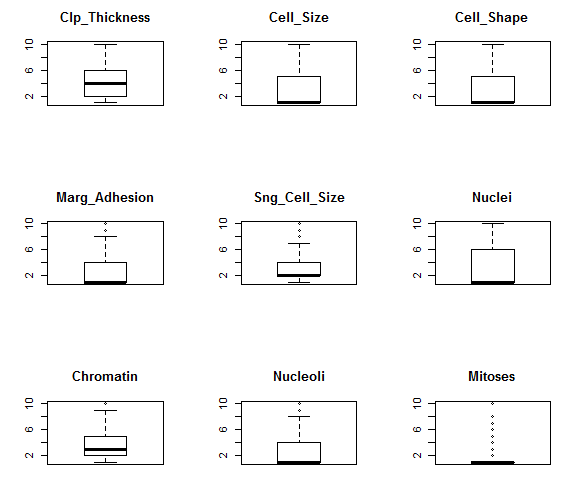 Clp_Thickness Cell_Size Cell_Shape
10 10 10
6 6 6
2 2 2
Marg_Adhesion Sng_Cell_Size Nuclei
10 10 10
6 6 6
2 2 2
Chromatin Nucleoli Mitoses
10 10 10
6 6 6
2 2 2